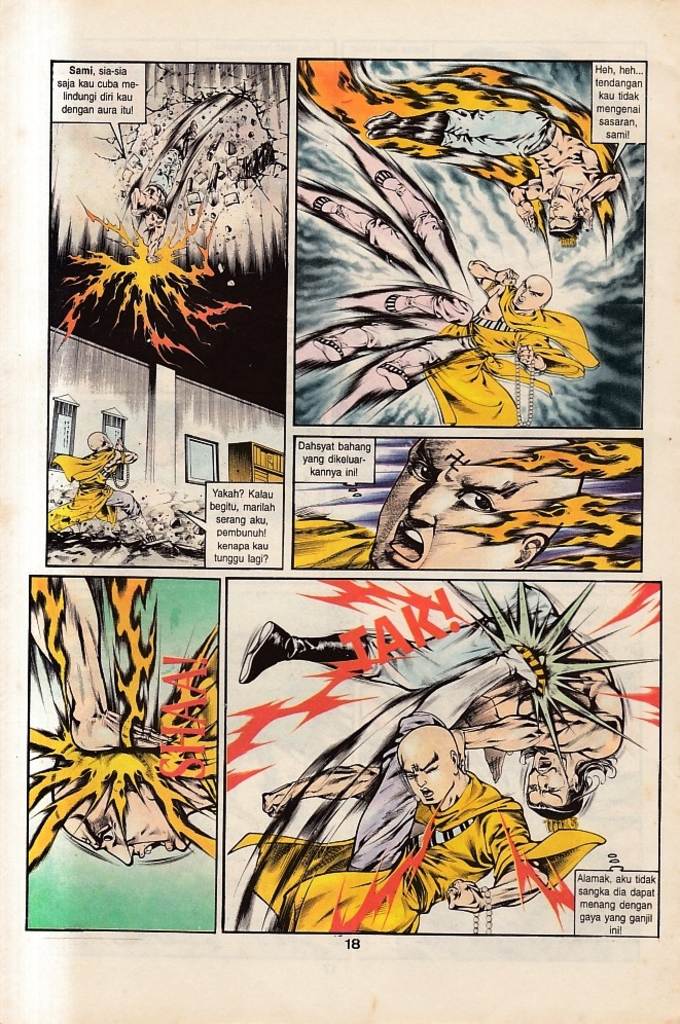 Sami, sia-sia
saja kau cuba me-
lindungi diri kau
dengan aura itu!
Yakah? Kalau
begitu, marilah
serang aku,
pembunuh!
kenapa kau
tunggu lagi?
Heh, heh...
tendangan
kau tidak
mengenai
sasaran,
sami!
Dahsyat bahang
yang dikeluar-
kannya ini!
卐
SHAA!
TAK!
Alamak, aku tidak
sangka dia dapat
menang dengan
gaya yang ganjil
ini!
18